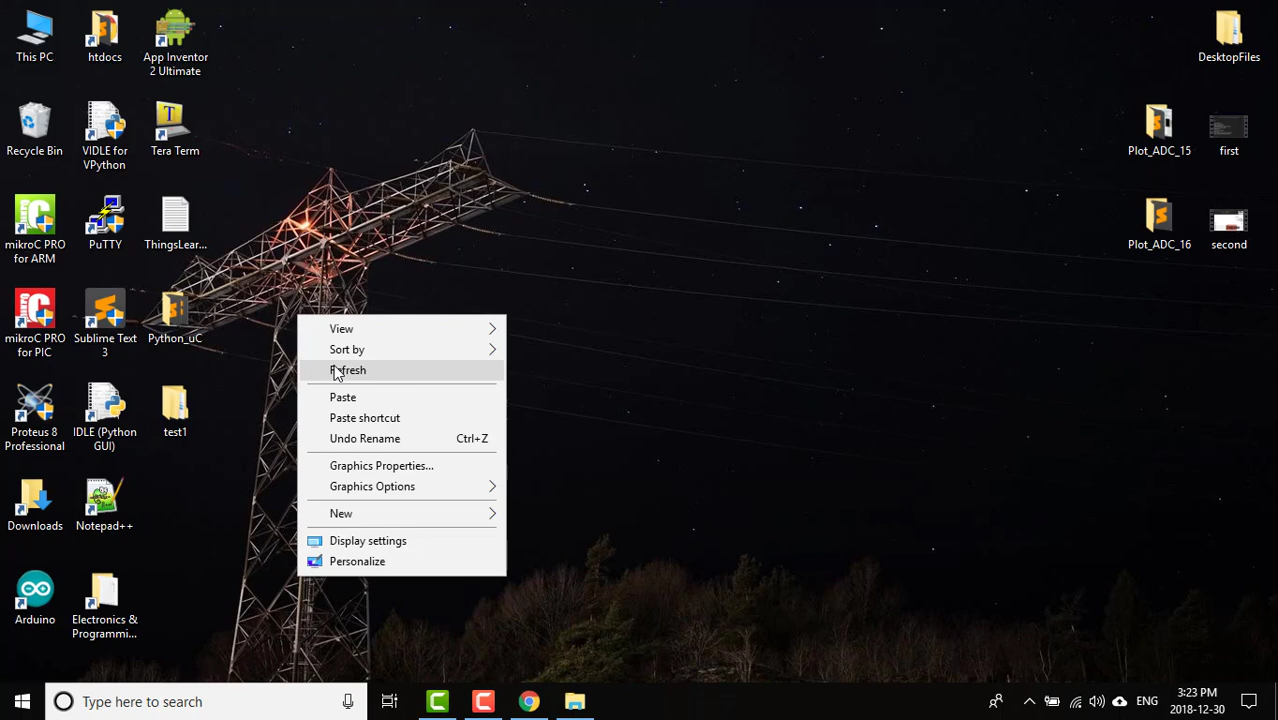 This PC
htdocs
App Inventor
2 Ultimate
DesktopFiles
Recycle Bin
VIDLE for
VPython
T
Tera Term
Plot_ADC_15
first
mikroC PRO
for ARM
PuTTY
ThingsLear...
Plot_ADC_16
second
mikroC PRO
for PIC
Sublime Text
3
Python_uC
Proteus 8
Professional
IDLE (Python
GUI)
test1
Downloads
Notepad++
Arduino
Electronics &
Programmi...
View
Sort by
Refresh
Paste
Paste shortcut
Undo Rename Ctrl+Z
Graphics Properties...
Graphics Options
New
Display settings
Personalize
Type here to search
ENG
3:23 PM
2018-12-30